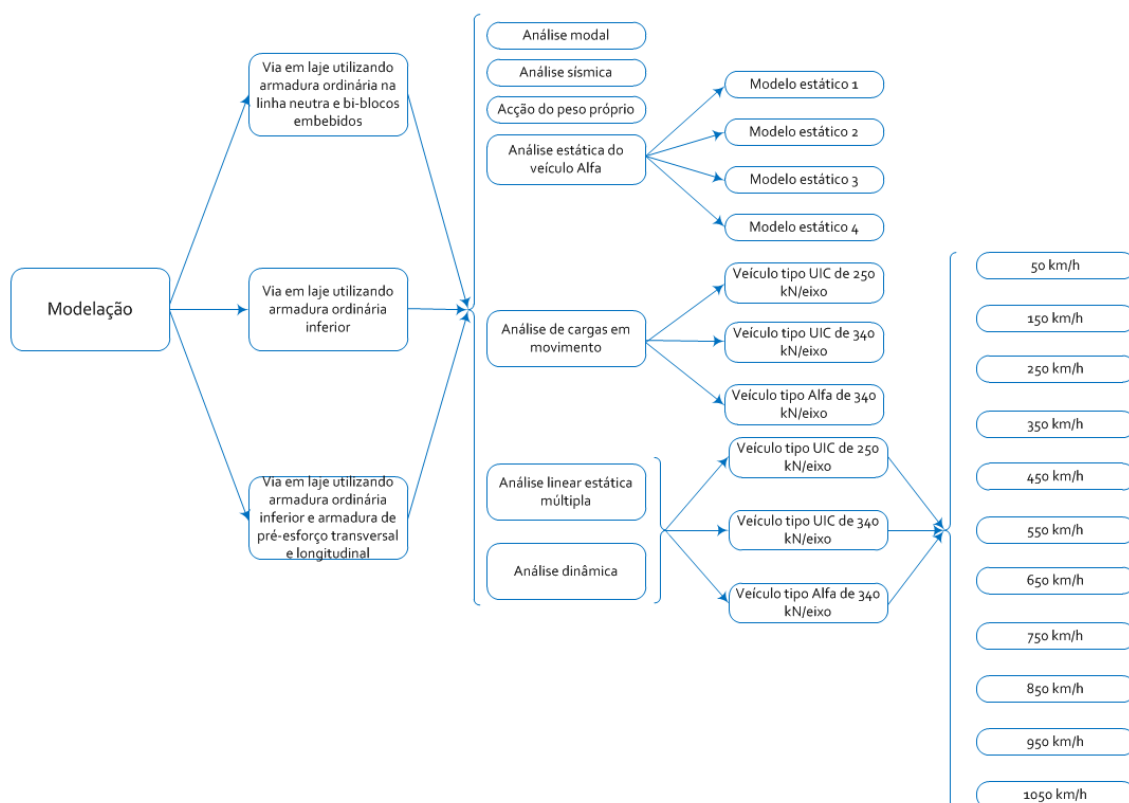 Modelação
Via em laje utilizando
armadura ordinária na
linha neutra e bi-blocos
embebidos
Via em laje utilizando
armadura ordinária
inferior
Via em laje utilizando
armadura ordinária
inferior e armadura de
pré-esforço transversal
e longitudinal
Análise modal
Análise sísmica
Acção do peso próprio
Análise estática do
veículo Alfa
Modelo estático 1
Modelo estático 2
Modelo estático 3
Modelo estático 4
Análise de cargas em
movimento
Veículo tipo UIC de 250
kN/eixo
Veículo tipo UIC de 340
kN/eixo
Veículo tipo Alfa de 340
kN/eixo
Análise linear estática
múltipla
Análise dinâmica
Veículo tipo UIC de 250
kN/eixo
Veículo tipo UIC de 340
kN/eixo
Veículo tipo Alfa de 340
kN/eixo
50 km/h
150 km/h
250 km/h
350 km/h
450 km/h
550 km/h
650 km/h
750 km/h
850 km/h
950 km/h
1050 km/h